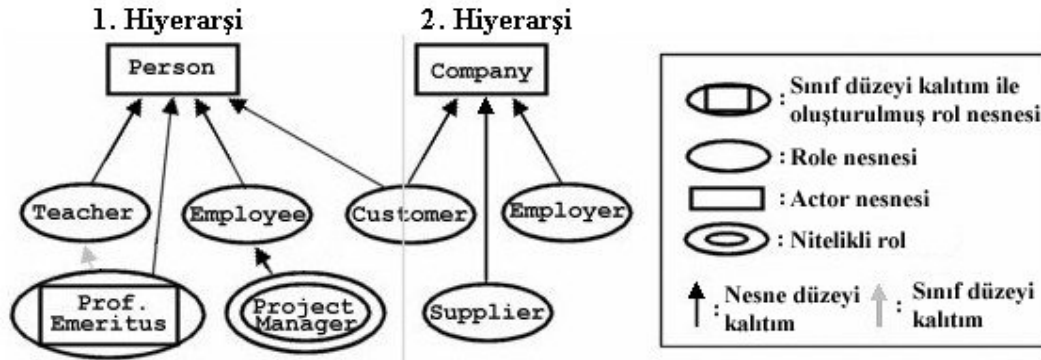 1. Hiyerarşi
2. Hiyerarşi
Person
Company
Teacher
Employee
Customer
Employer
Prof.
Emeritus
Project
Manager
Supplier
: Sınıf düzeyi kalıtım ile
oluşturulmuş rol nesnesi
: Role nesnesi
: Actor nesnesi
: Nitelikli rol
: Nesne düzeyi
kalıtım
: Sınıf düzeyi
kalıtım